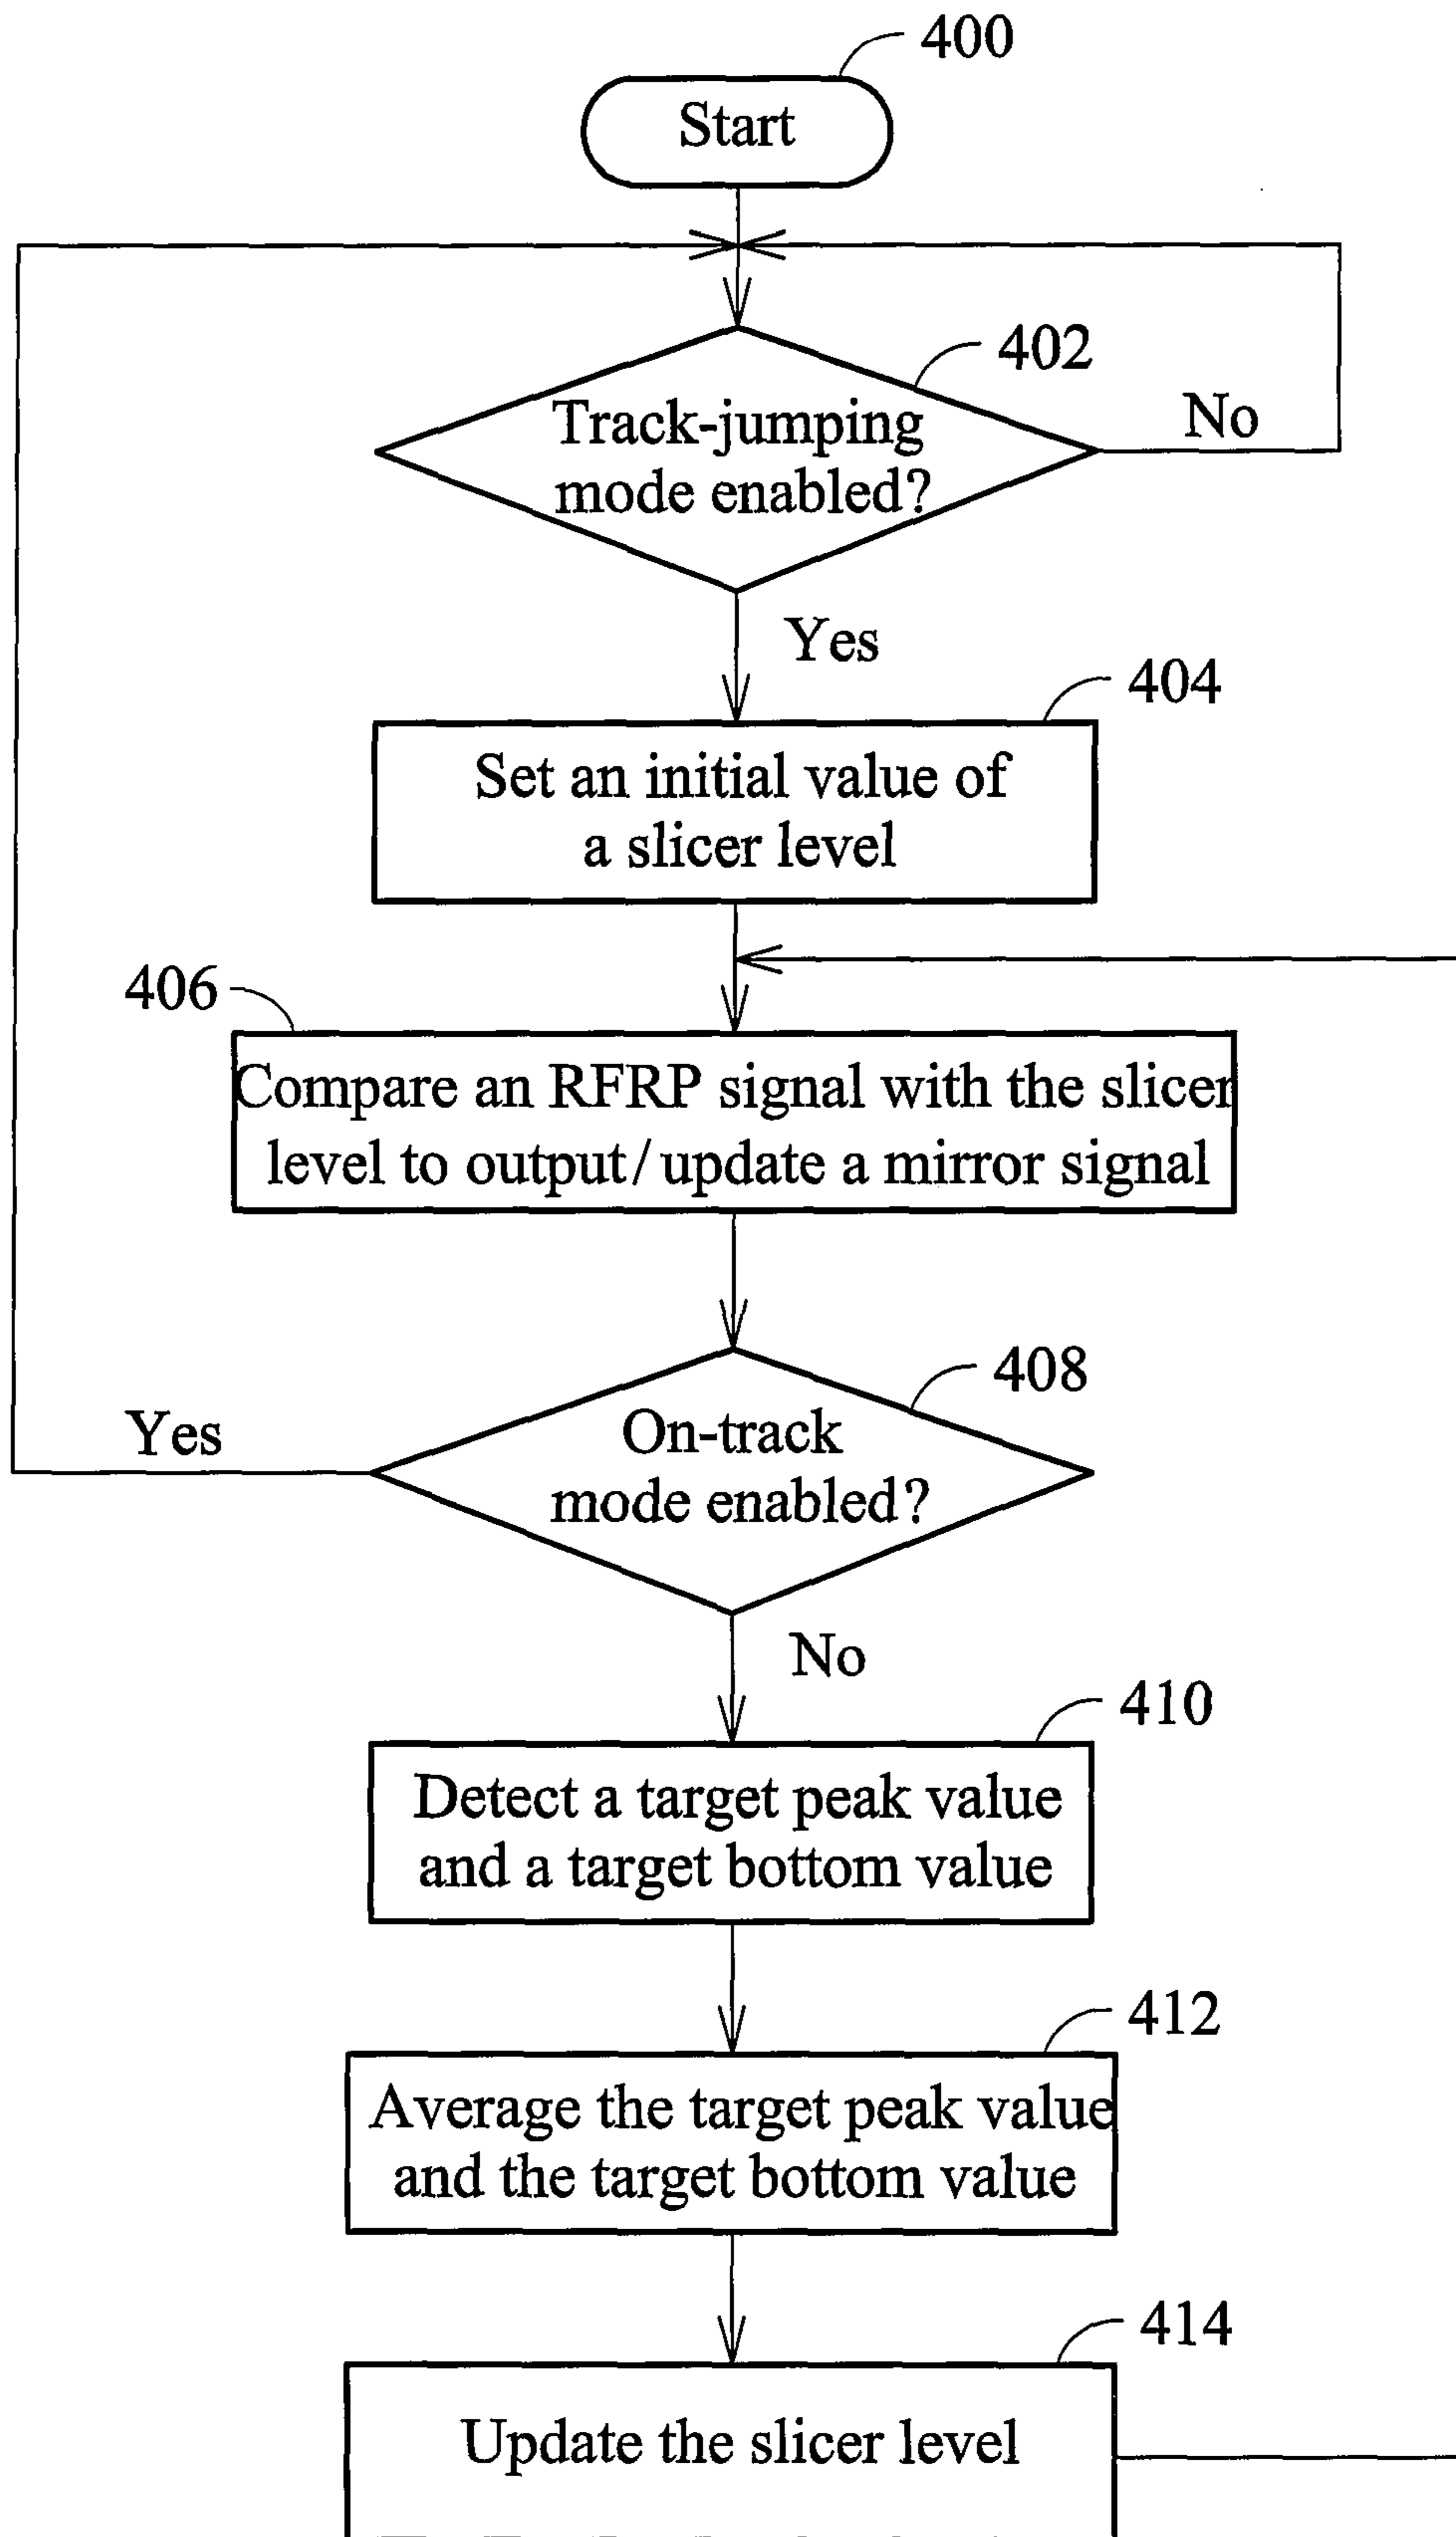 400
Start
402
Track-jumping
mode enabled?
No
Yes
404
Set an initial value of
a slicer level
406
Compare an RFRP signal with the slicer
level to output/update a mirror signal
408
On-track
mode enabled?
Yes
No
410
Detect a target peak value
and a target bottom value
412
Average the target peak value
and the target bottom value
414
Update the slicer level